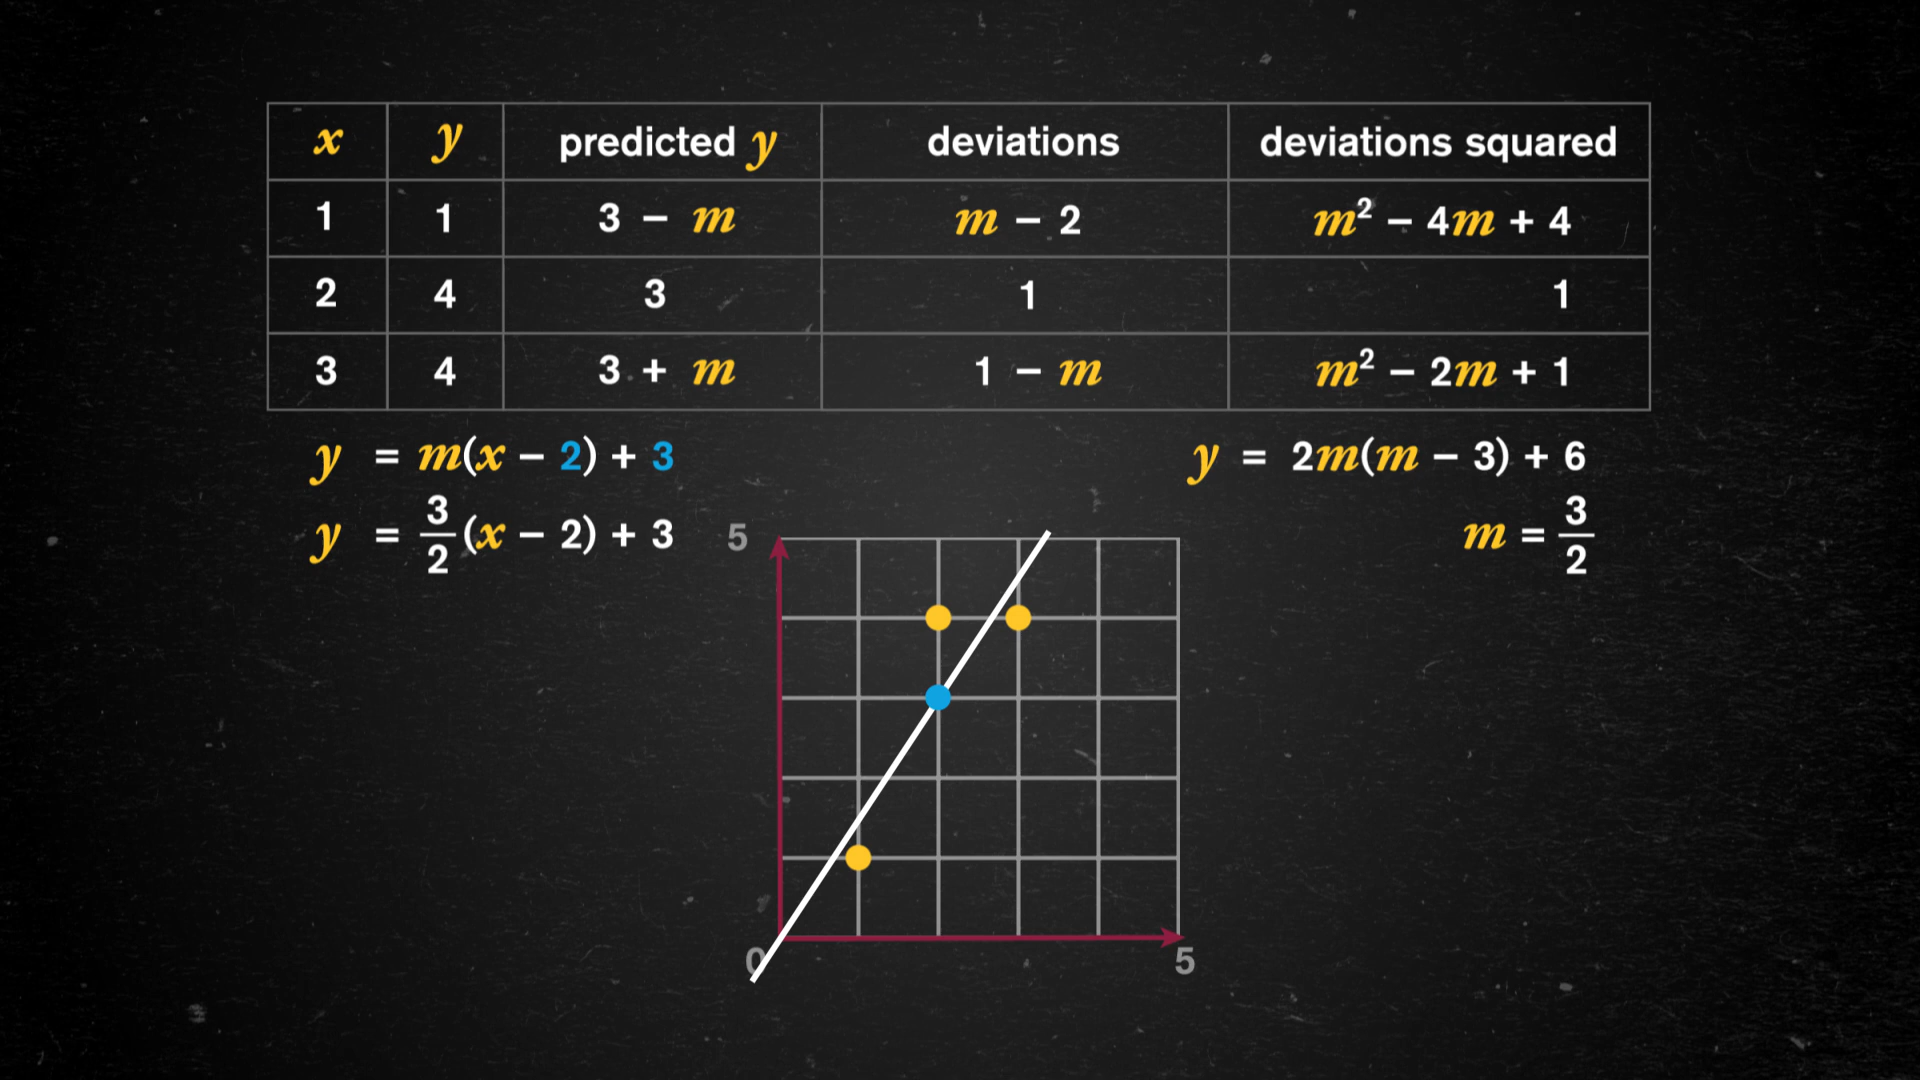 x y predicted y deviations deviations squared
1 1 3 − m m − 2 m² − 4m + 4
2 4 3 1 1
3 4 3 + m 1 − m m² − 2m + 1
y = m(x − 2) + 3 y = 2m(m − 3) + 6
y = 3/2(x − 2) + 3 m = 3/2
5
0 5